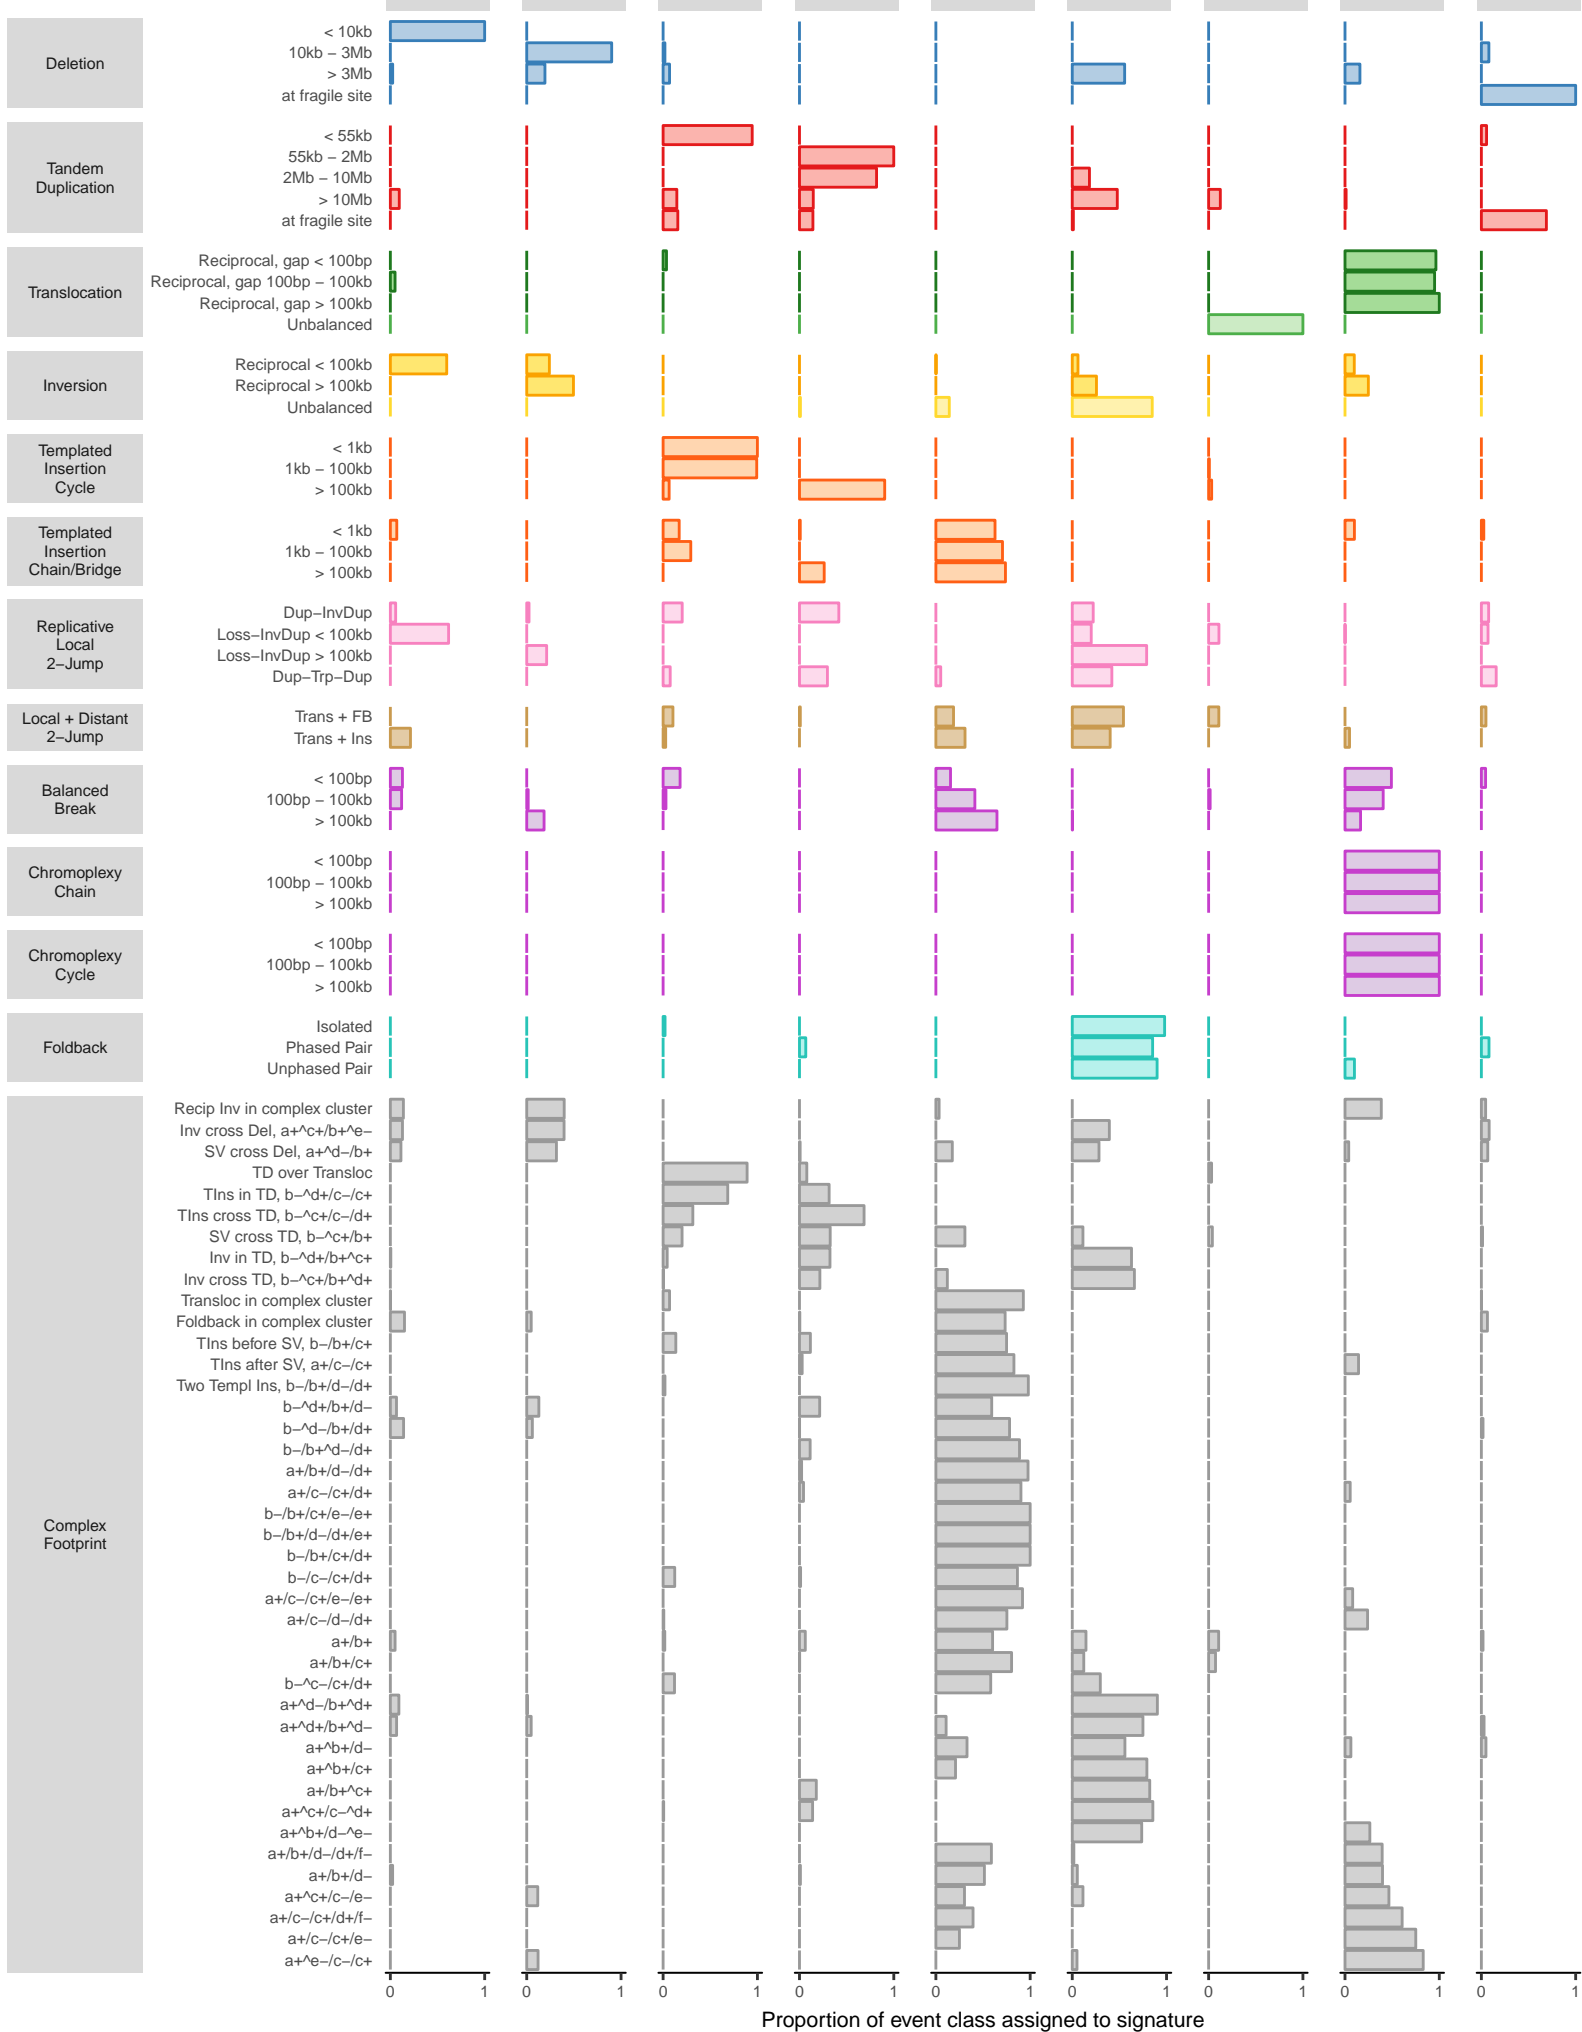 Deletion
< 10kb
10kb – 3Mb
> 3Mb
at fragile site
Tandem
Duplication
< 55kb
55kb – 2Mb
2Mb – 10Mb
> 10Mb
at fragile site
Translocation
Reciprocal, gap < 100bp
Reciprocal, gap 100bp – 100kb
Reciprocal, gap > 100kb
Unbalanced
Inversion
Reciprocal < 100kb
Reciprocal > 100kb
Unbalanced
Templated
Insertion
Cycle
< 1kb
1kb – 100kb
> 100kb
Templated
Insertion
Chain/Bridge
< 1kb
1kb – 100kb
> 100kb
Replicative
Local
2–Jump
Dup–InvDup
Loss–InvDup < 100kb
Loss–InvDup > 100kb
Dup–Trp–Dup
Local + Distant
2–Jump
Trans + FB
Trans + Ins
Balanced
Break
< 100bp
100bp – 100kb
> 100kb
Chromoplexy
Chain
< 100bp
100bp – 100kb
> 100kb
Chromoplexy
Cycle
< 100bp
100bp – 100kb
> 100kb
Foldback
Isolated
Phased Pair
Unphased Pair
Complex
Footprint
Recip Inv in complex cluster
Inv cross Del, a+^c+/b+^e–
SV cross Del, a+^d–/b+
TD over Transloc
TIns in TD, b–^d+/c–/c+
TIns cross TD, b–^c+/c–/d+
SV cross TD, b–^c+/b+
Inv in TD, b–^d+/b+^c+
Inv cross TD, b–^c+/b+^d+
Transloc in complex cluster
Foldback in complex cluster
TIns before SV, b–/b+/c+
TIns after SV, a+/c–/c+
Two Templ Ins, b–/b+/d–/d+
b–^d+/b+/d–
b–^d–/b+/d+
b–/b+^d–/d+
a+/b+/d–/d+
a+/c–/c+/d+
b–/b+/c+/e–/e+
b–/b+/d–/d+/e+
b–/b+/c+/d+
b–/c–/c+/d+
a+/c–/c+/e–/e+
a+/c–/d–/d+
a+/b+
a+/b+/c+
b–^c–/c+/d+
a+^d–/b+^d+
a+^d+/b+^d–
a+^b+/d–
a+^b+/c+
a+/b+^c+
a+^c+/c–^d+
a+^b+/d–^e–
a+/b+/d–/d+/f–
a+/b+/d–
a+^c+/c–/e–
a+/c–/c+/d+/f–
a+/c–/c+/e–
a+^e–/c–/c+
0 1 0 1 0 1 0 1 0 1 0 1 0 1 0 1 0 1
Proportion of event class assigned to signature